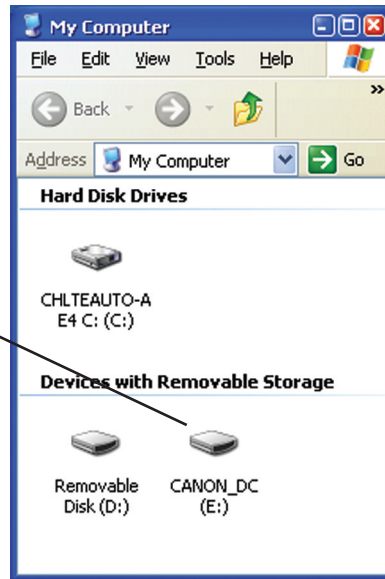 My Computer
File Edit View Tools Help
Back
Address My Computer Go
Hard Disk Drives
CHLTEAUTO-A
E4 C: (C:)
Devices with Removable Storage
Removable CANON_DC
Disk (D:) (E:)